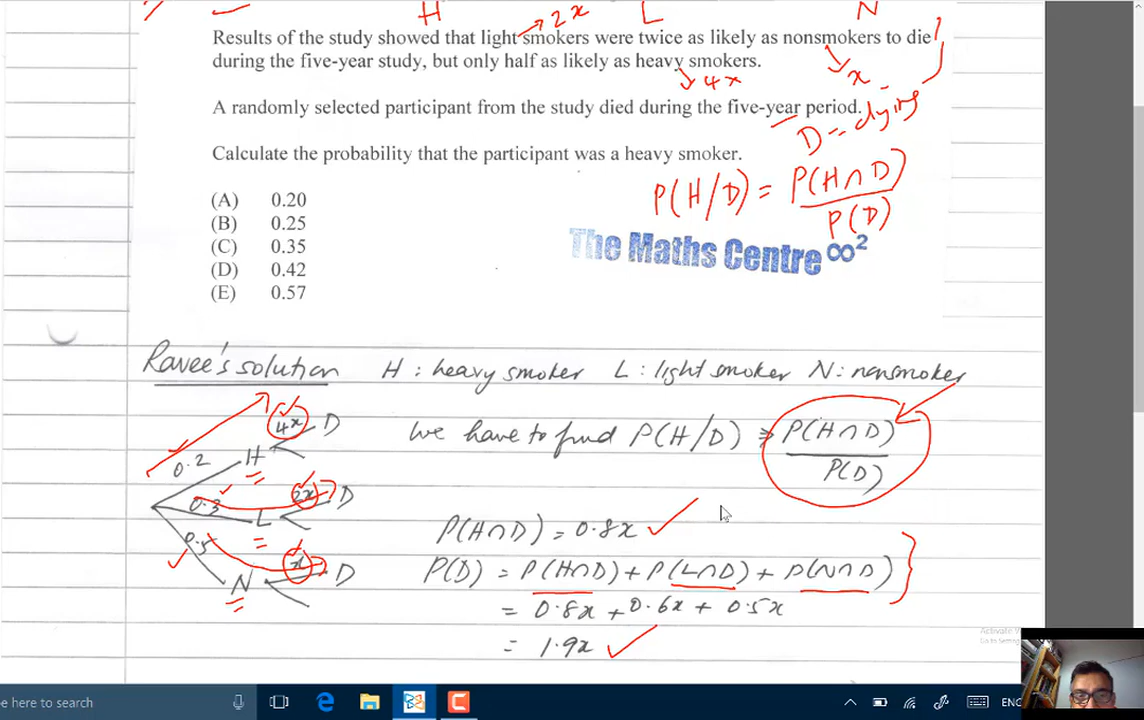 H L N
2x
Results of the study showed that light smokers were twice as likely as nonsmokers to die
during the five-year study, but only half as likely as heavy smokers.
4x x
A randomly selected participant from the study died during the five-year period.
D = dying
Calculate the probability that the participant was a heavy smoker.
P(H/D) = P(H∩D)
P(D)
(A) 0.20
(B) 0.25
(C) 0.35
(D) 0.42
(E) 0.57
The Maths Centre ∞²
Ravee's solution H : heavy smoker L : light smoker N : nonsmoker
4x D
0.2 H
We have to find P(H/D) = P(H∩D)
P(D)
0.3 2x D
L
P(H∩D) = 0.8x
0.5 x D
N
P(D) = P(H∩D) + P(L∩D) + P(N∩D)
= 0.8x + 0.6x + 0.5x
= 1.9x
e here to search
ENG